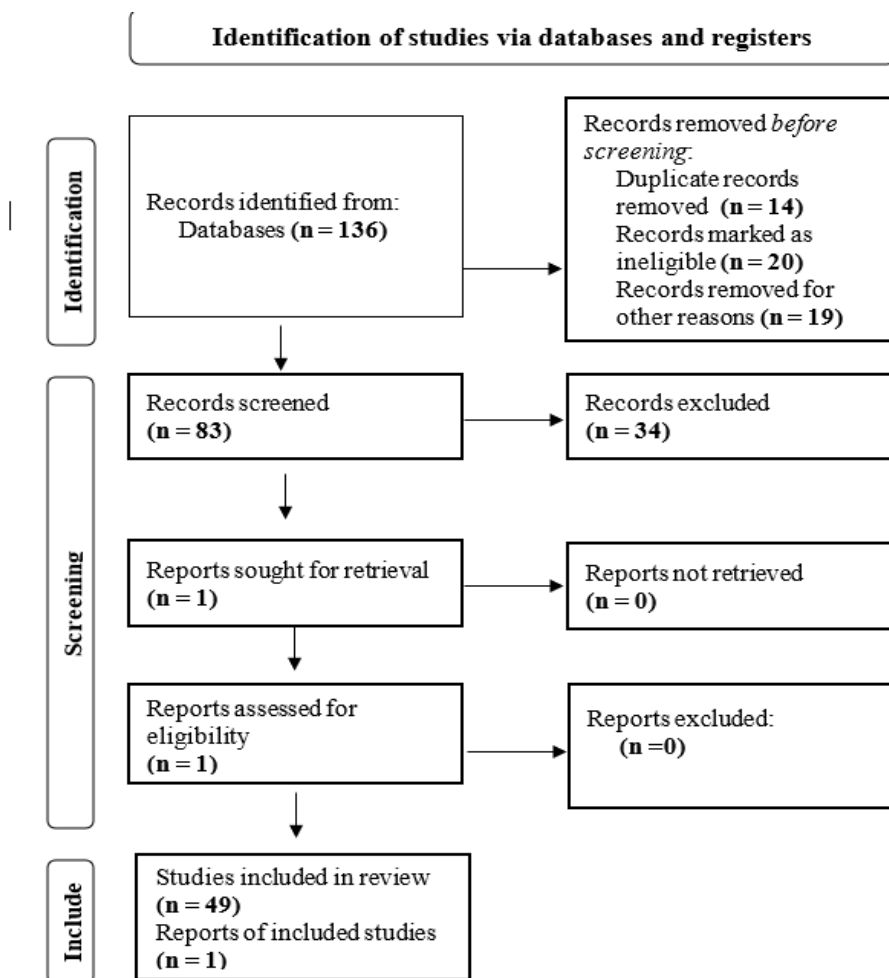 Identification of studies via databases and registers
Identification
Records identified from:
Databases (n = 136)
Records removed before
screening:
Duplicate records
removed (n = 14)
Records marked as
ineligible (n = 20)
Records removed for
other reasons (n = 19)
Screening
Records screened
(n = 83)
Records excluded
(n = 34)
Reports sought for retrieval
(n = 1)
Reports not retrieved
(n = 0)
Reports assessed for
eligibility
(n = 1)
Reports excluded:
(n =0)
Include
Studies included in review
(n = 49)
Reports of included studies
(n = 1)